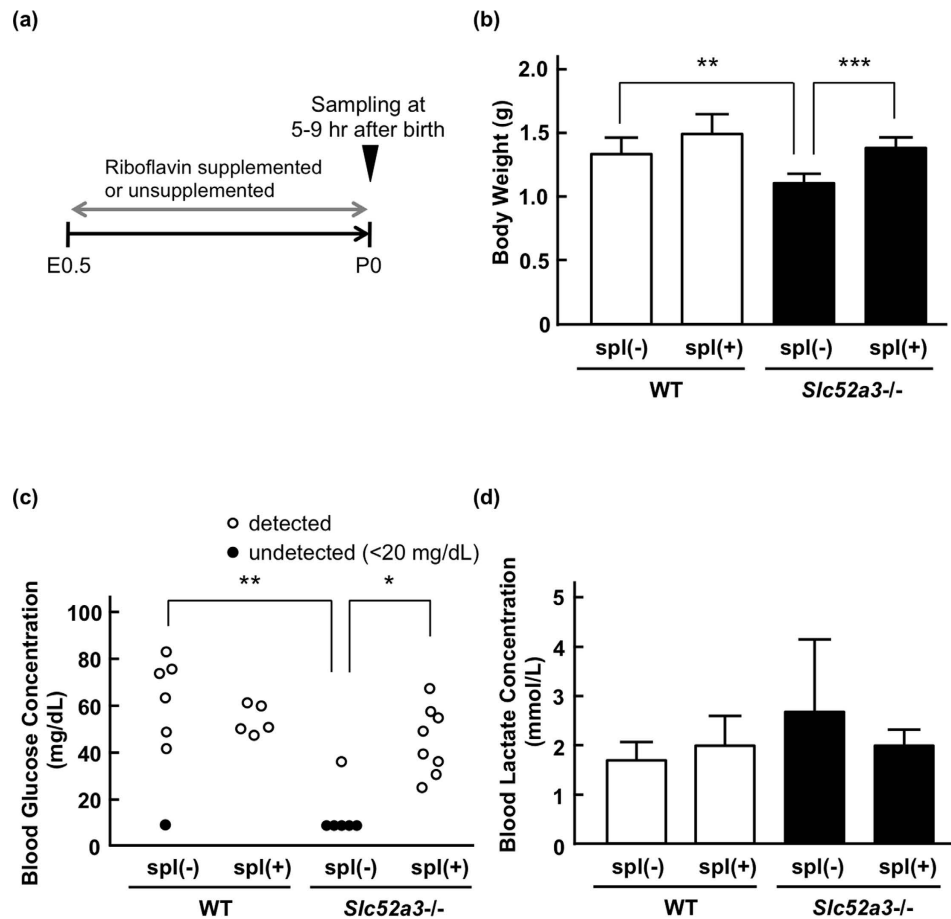 (a)
Sampling at
5-9 hr after birth
Riboflavin supplemented
or unsupplemented
E0.5
P0
(b)
Body Weight (g)
2.0
1.5
1.0
0.5
0
**
***
spl(-) spl(+) spl(-) spl(+)
WT Slc52a3-/-
(c)
detected
undetected (<20 mg/dL)
Blood Glucose Concentration
(mg/dL)
100
80
60
40
20
0
**
*
spl(-) spl(+) spl(-) spl(+)
WT Slc52a3-/-
(d)
Blood Lactate Concentration
(mmol/L)
5
4
3
2
1
0
spl(-) spl(+) spl(-) spl(+)
WT Slc52a3-/-